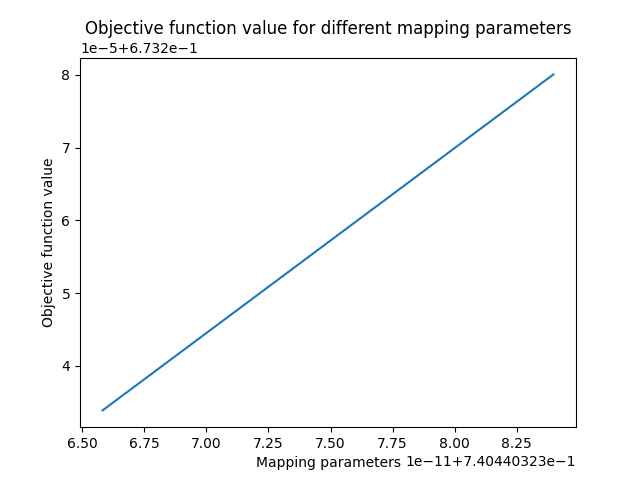 Objective function value for different mapping parameters
1e−5+6.732e−1
8
7
6
5
4
Objective function value
6.50 6.75 7.00 7.25 7.50 7.75 8.00 8.25
Mapping parameters 1e−11+7.40440323e−1